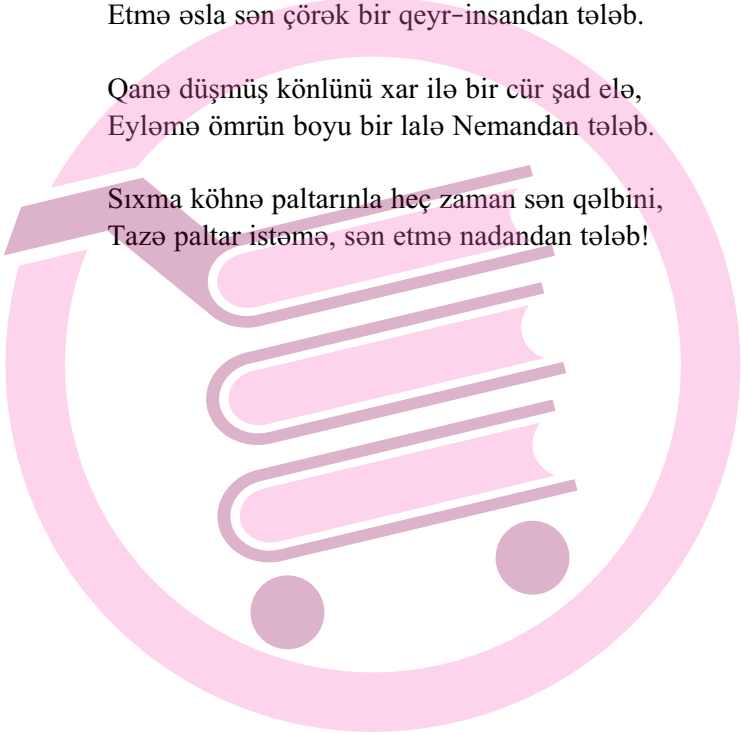 Etmə əsla sən çörək bir qeyr-insandan tələb.
Qanə düşmüş könlünü xar ilə bir cür şad elə,
Eyləmə ömrün boyu bir lalə Nemandan tələb.
Sıxma köhnə paltarınla heç zaman sən qəlbini,
Tazə paltar istəmə, sən etmə nadandan tələb!